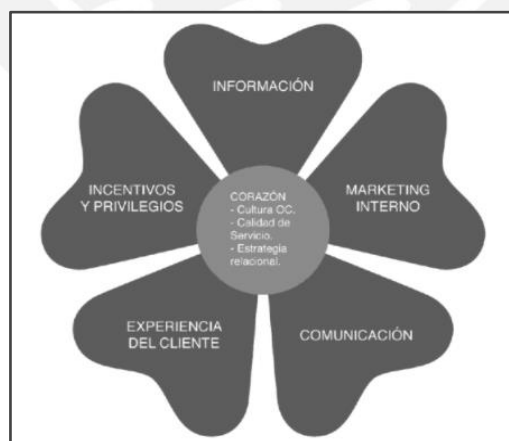 INFORMACIÓN
INCENTIVOS
Y PRIVILEGIOS
CORAZÓN
- Cultura OC.
- Calidad de
Servicio.
- Estrategia
relacional.
MARKETING
INTERNO
EXPERIENCIA
DEL CLIENTE
COMUNICACIÓN